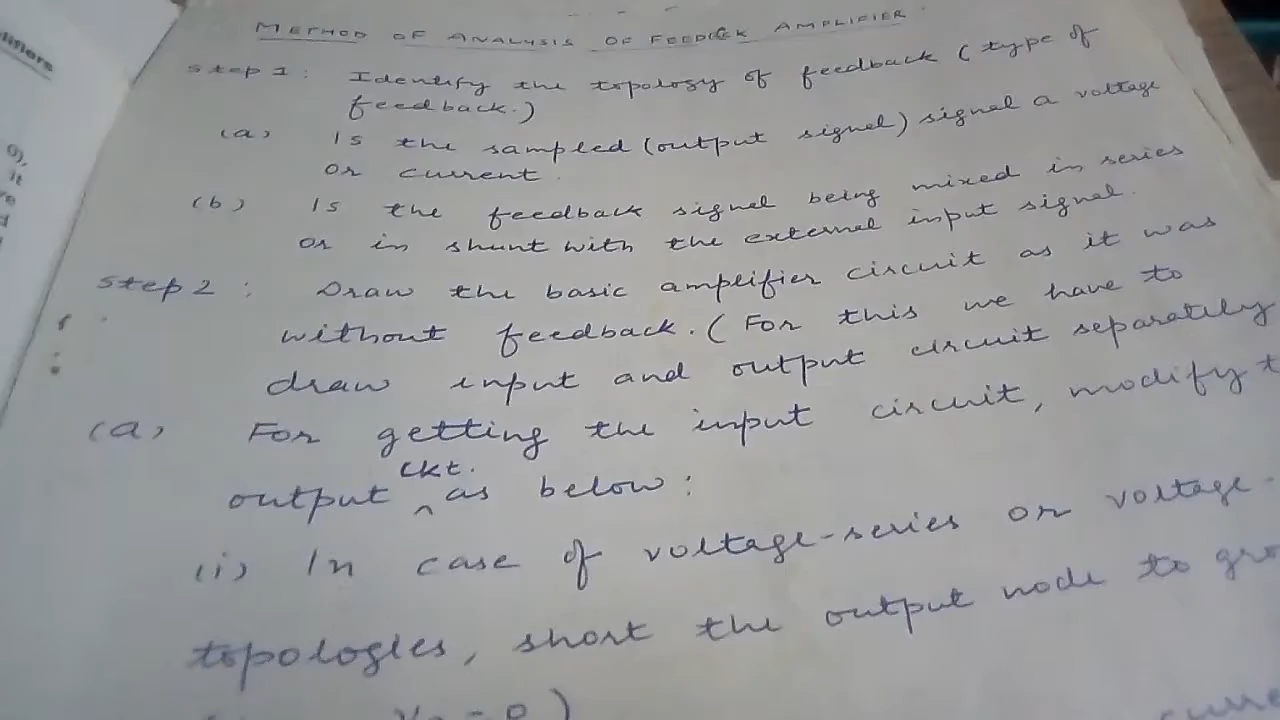 METHOD OF ANALYSIS OF FEEDBCK AMPLIFIER.
Step 1: Identify the topology of feedback (type of
feedback.)
(a) Is the sampled (output signal) signal a voltage
or current.
(b) Is the feedback signal being mixed in series
or in shunt with the external input signal.
Step 2: Draw the basic amplifier circuit as it was
without feedback. (For this we have to
draw input and output circuit separately
(a) For getting the input circuit, modify t
ckt.
output ^ as below:
(i) In case of voltage-series or voltage-
topologies, short the output node to gro
lifiers
it